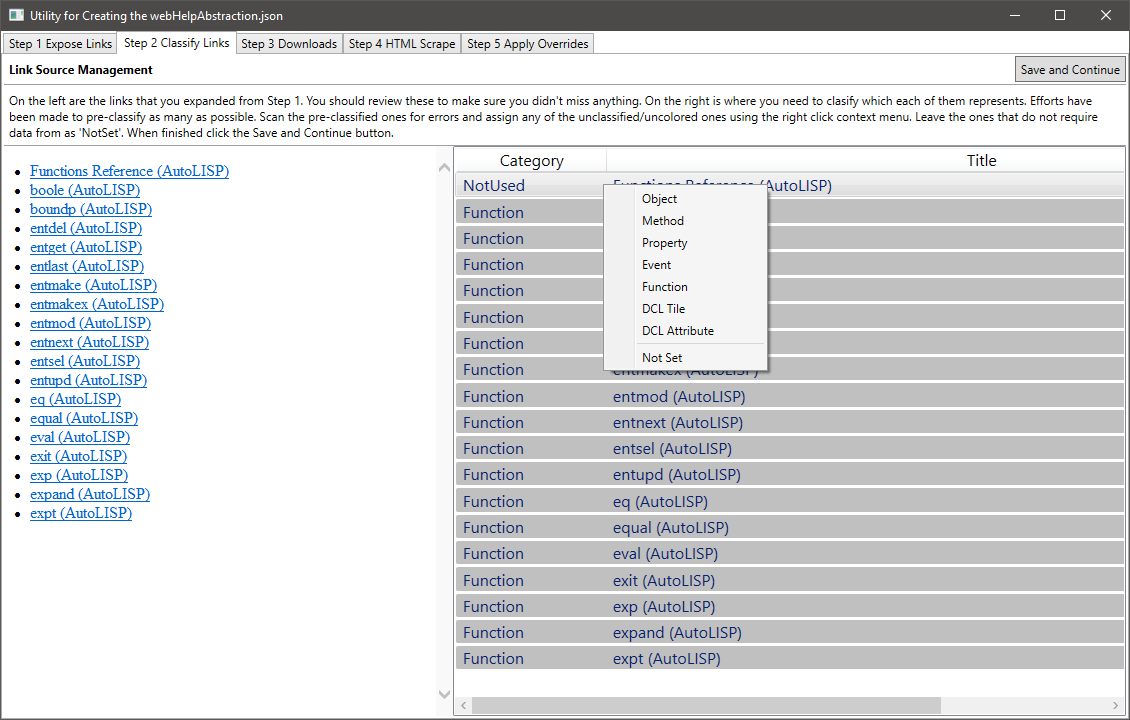 Utility for Creating the webHelpAbstraction.json
Step 1 Expose Links
Step 2 Classify Links
Step 3 Downloads
Step 4 HTML Scrape
Step 5 Apply Overrides
Link Source Management
Save and Continue
On the left are the links that you expanded from Step 1. You should review these to make sure you didn't miss anything. On the right is where you need to clasify which each of them represents. Efforts have
been made to pre-classify as many as possible. Scan the pre-classified ones for errors and assign any of the unclassified/uncolored ones using the right click context menu. Leave the ones that do not require
data from as 'NotSet'. When finished click the Save and Continue button.
Functions Reference (AutoLISP)
boole (AutoLISP)
boundp (AutoLISP)
entdel (AutoLISP)
entget (AutoLISP)
entlast (AutoLISP)
entmake (AutoLISP)
entmakex (AutoLISP)
entmod (AutoLISP)
entnext (AutoLISP)
entsel (AutoLISP)
entupd (AutoLISP)
eq (AutoLISP)
equal (AutoLISP)
eval (AutoLISP)
exit (AutoLISP)
exp (AutoLISP)
expand (AutoLISP)
expt (AutoLISP)
Category Title
NotUsed Functions Reference (AutoLISP)
Function
Function
Function
Function
Function
Function
Function entmakex (AutoLISP)
Function entmod (AutoLISP)
Function entnext (AutoLISP)
Function entsel (AutoLISP)
Function entupd (AutoLISP)
Function eq (AutoLISP)
Function equal (AutoLISP)
Function eval (AutoLISP)
Function exit (AutoLISP)
Function exp (AutoLISP)
Function expand (AutoLISP)
Function expt (AutoLISP)
Object
Method
Property
Event
Function
DCL Tile
DCL Attribute
Not Set